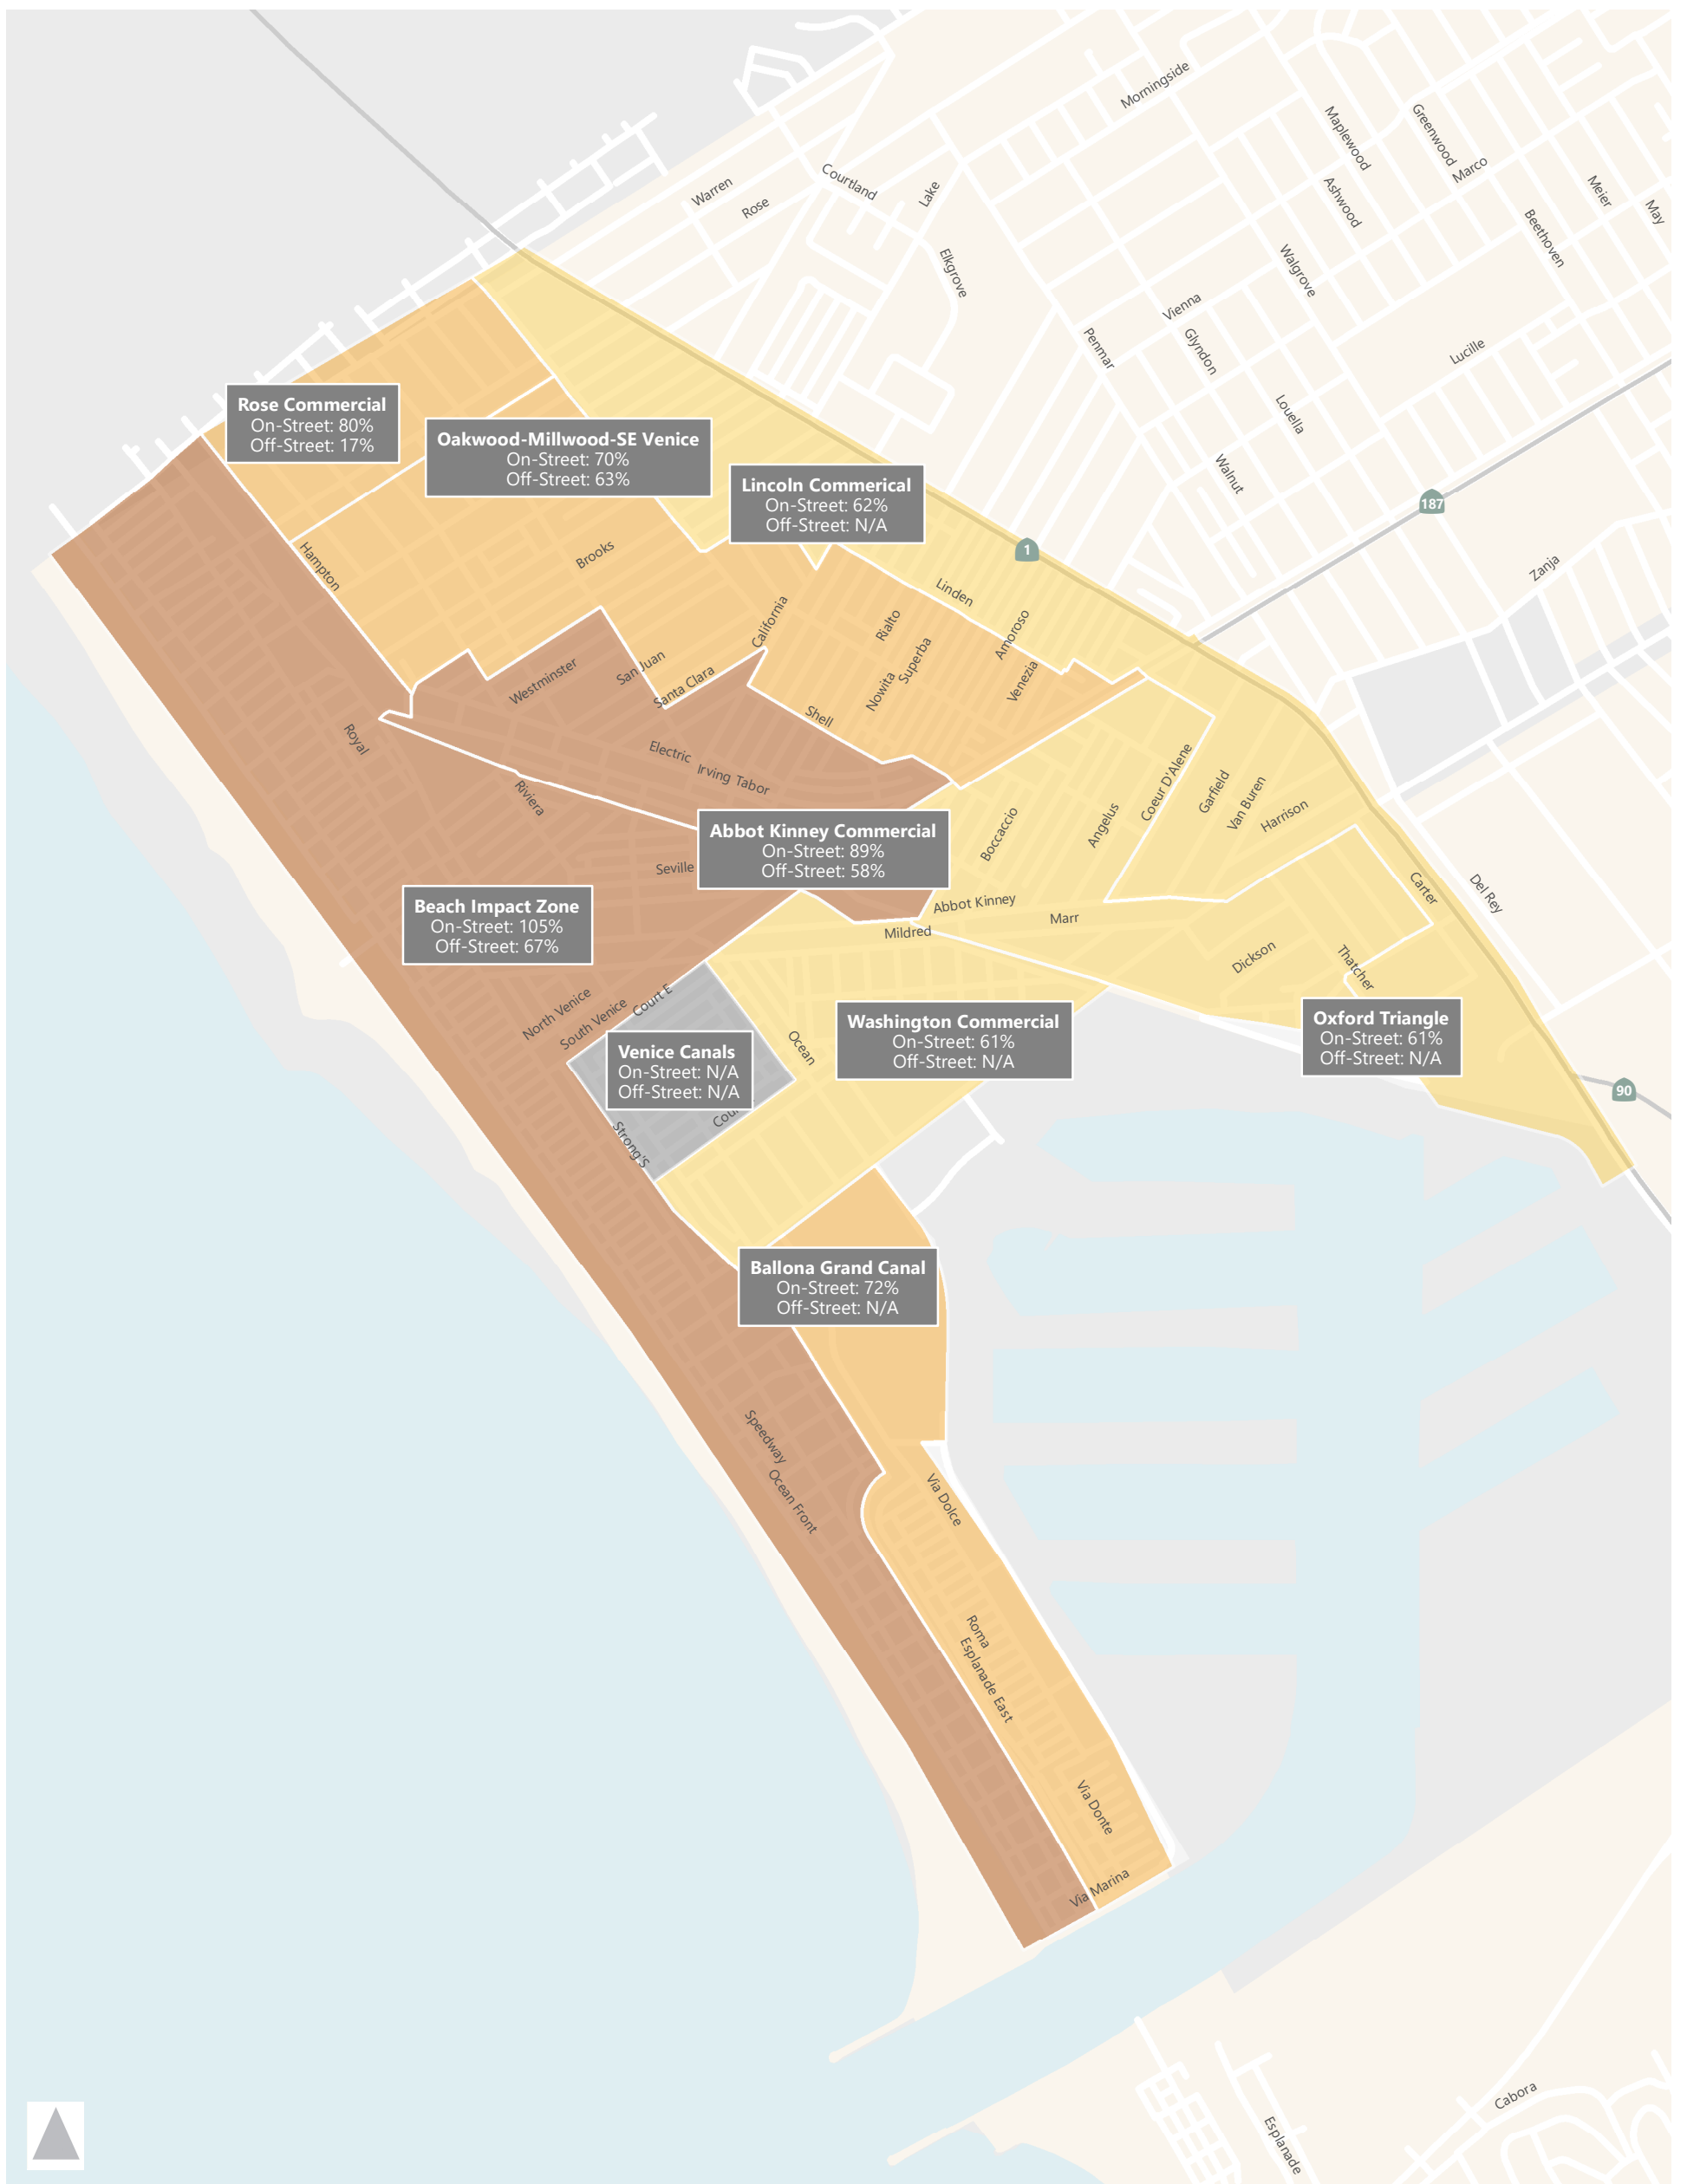 Morningside
Maplewood
Greenwood
Marco
Ashwood
Meier
May
Beethoven
Warren
Rose
Courtland
Lake
Elkgrove
Walgrove
Vienna
Penmar
Glyndon
Lucille
Louella
Walnut
187
Zanja
1
Rose Commercial
On-Street: 80%
Off-Street: 17%
Oakwood-Millwood-SE Venice
On-Street: 70%
Off-Street: 63%
Lincoln Commerical
On-Street: 62%
Off-Street: N/A
Hampton
Brooks
Linden
California
Rialto
Superba
Amoroso
Nowita
Venezia
Westminster
San Juan
Santa Clara
Shell
Royal
Electric
Irving Tabor
Riviera
Coeur D'Alene
Garfield
Van Buren
Harrison
Boccaccio
Angelus
Abbot Kinney Commercial
On-Street: 89%
Off-Street: 58%
Seville
Abbot Kinney
Marr
Mildred
Carter
Del Rey
Beach Impact Zone
On-Street: 105%
Off-Street: 67%
Dickson
Thatcher
North Venice
South Venice
Court E
Ocean
Venice Canals
On-Street: N/A
Off-Street: N/A
Washington Commercial
On-Street: 61%
Off-Street: N/A
Oxford Triangle
On-Street: 61%
Off-Street: N/A
90
Strong'S
Ballona Grand Canal
On-Street: 72%
Off-Street: N/A
Speedway
Ocean Front
Via Dolce
Roma
Esplanade East
Via Donte
Via Marina
Cabora
Esplanade